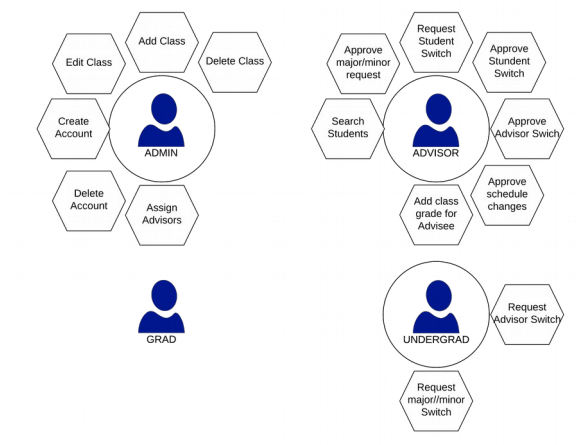 Add Class
Edit Class
Delete Class
Create
Account
ADMIN
Delete
Account
Assign
Advisors
Request
Student
Switch
Approve
major/minor
request
Approve
Stundent
Switch
Search
Students
ADVISOR
Approve
Advisor Swich
Approve
schedule
changes
Add class
grade for
Advisee
GRAD
UNDERGRAD
Request
Advisor Switch
Request
major//minor
Switch